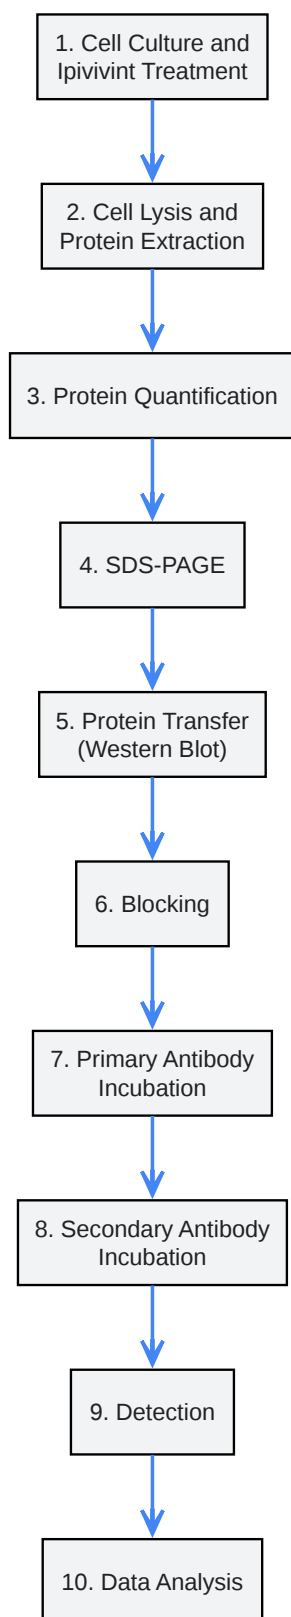 1. Cell Culture and
Ipivivint Treatment
2. Cell Lysis and
Protein Extraction
3. Protein Quantification
4. SDS-PAGE
5. Protein Transfer
(Western Blot)
6. Blocking
7. Primary Antibody
Incubation
8. Secondary Antibody
Incubation
9. Detection
10. Data Analysis